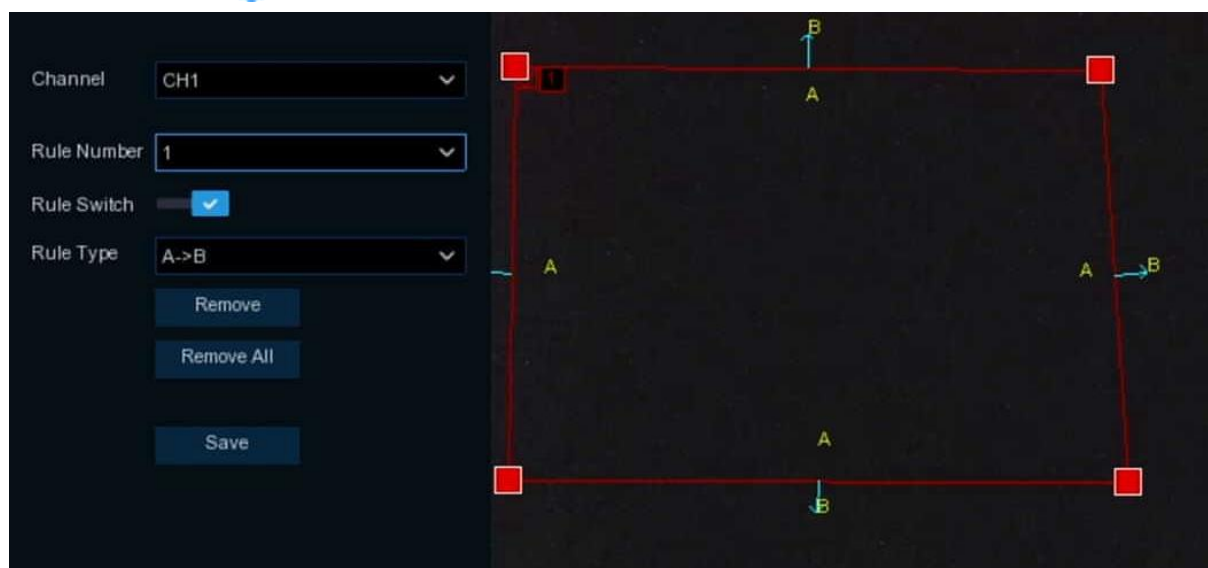 Channel
CH1
Rule Number
1
Rule Switch
Rule Type
A->B
Remove
Remove All
Save
B
1
A
A
A
B
A
B